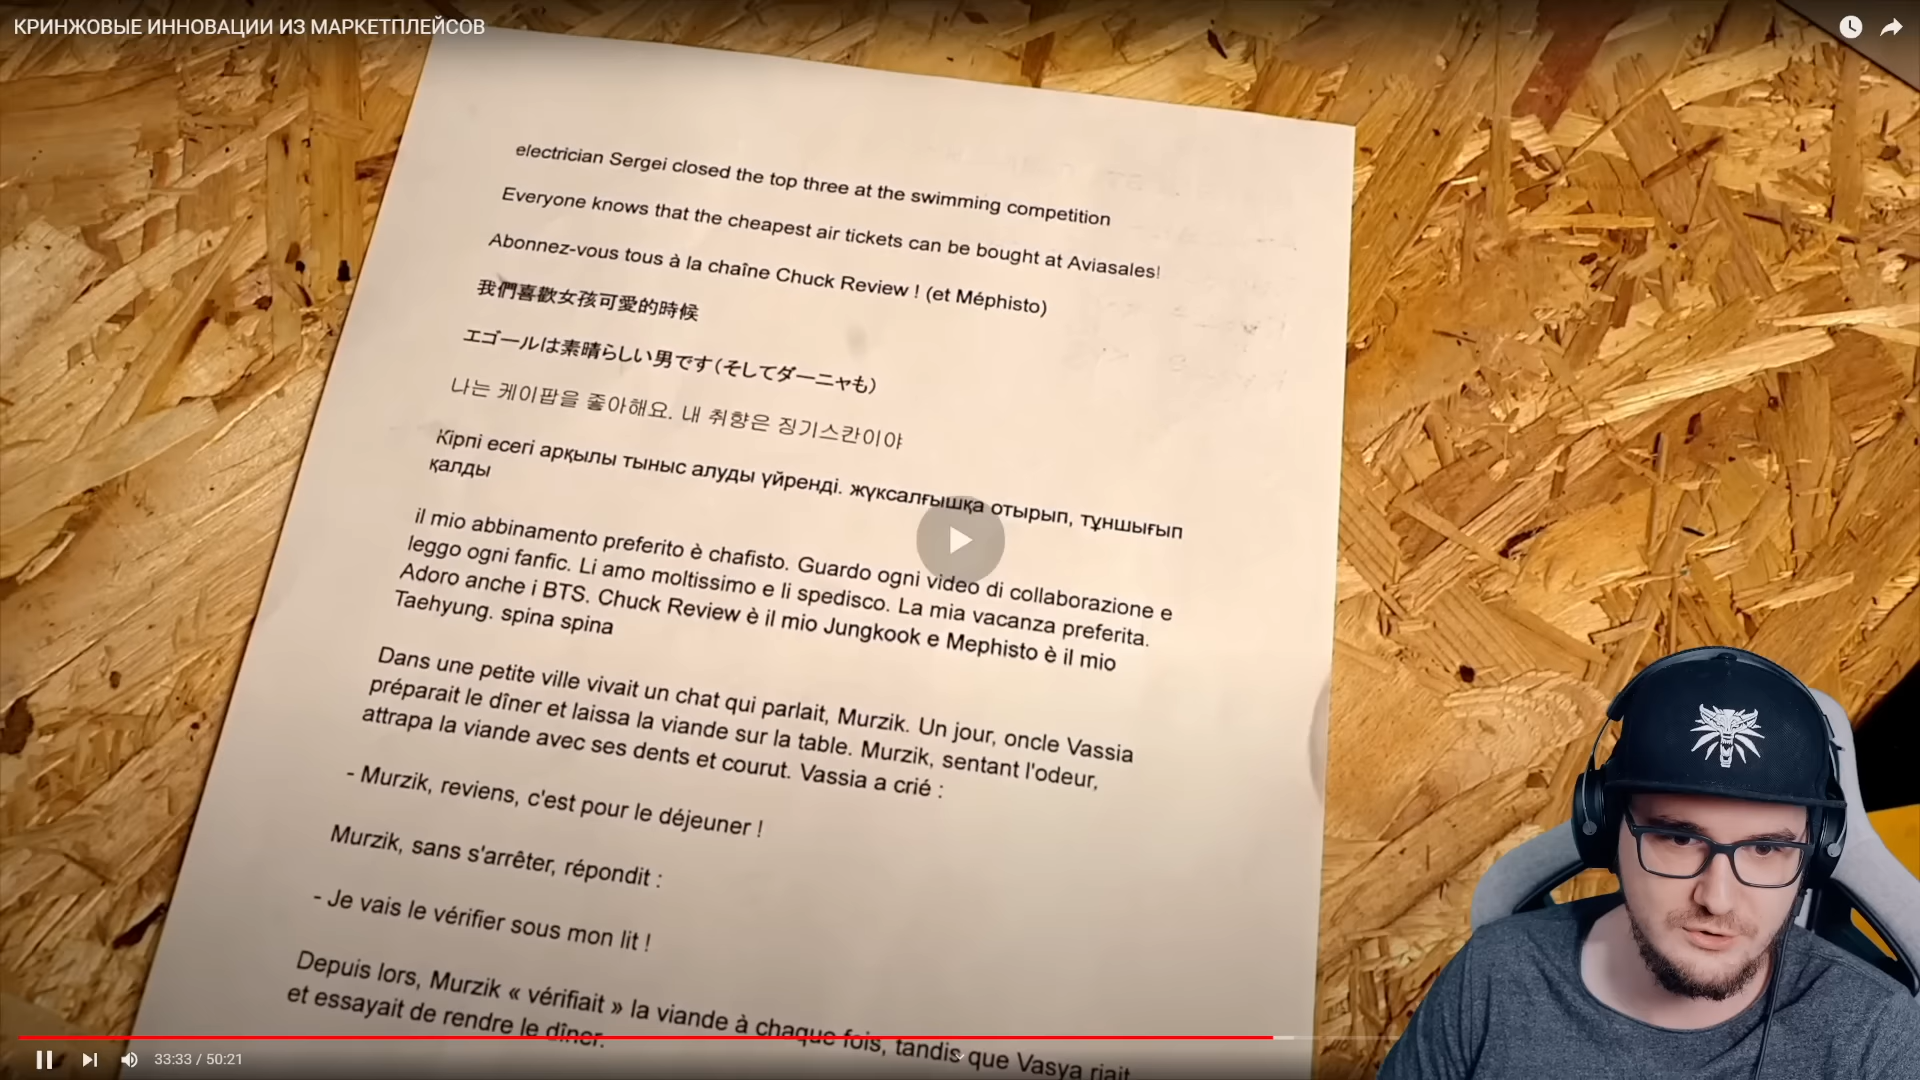 КРИНЖОВЫЕ ИННОВАЦИИ ИЗ МАРКЕТПЛЕЙСОВ
electrician Sergei closed the top three at the swimming competition
Everyone knows that the cheapest air tickets can be bought at Aviasales!
Abonnez-vous tous à la chaîne Chuck Review ! (et Méphisto)
我們喜歡女孩可愛的時候
エゴールは素晴らしい男です（そしてダーニャも）
나는 케이팝을 좋아해요. 내 취향은 징기스칸이야
Кірпі есегі арқылы тыныс алуды үйренді. жүксалғышқа отырып, тұншығып
қалды
il mio abbinamento preferito è chafisto. Guardo ogni video di collaborazione e
leggo ogni fanfic. Li amo moltissimo e li spedisco. La mia vacanza preferita.
Adoro anche i BTS. Chuck Review è il mio Jungkook e Mephisto è il mio
Taehyung. spina spina
Dans une petite ville vivait un chat qui parlait, Murzik. Un jour, oncle Vassia
préparait le dîner et laissa la viande sur la table. Murzik, sentant l'odeur,
attrapa la viande avec ses dents et courut. Vassia a crié :
- Murzik, reviens, c'est pour le déjeuner !
Murzik, sans s'arrêter, répondit :
- Je vais le vérifier sous mon lit !
Depuis lors, Murzik « vérifiait » la viande à chaque fois, tandis que Vasya riait
et essayait de rendre le dîner.
33:33 / 50:21